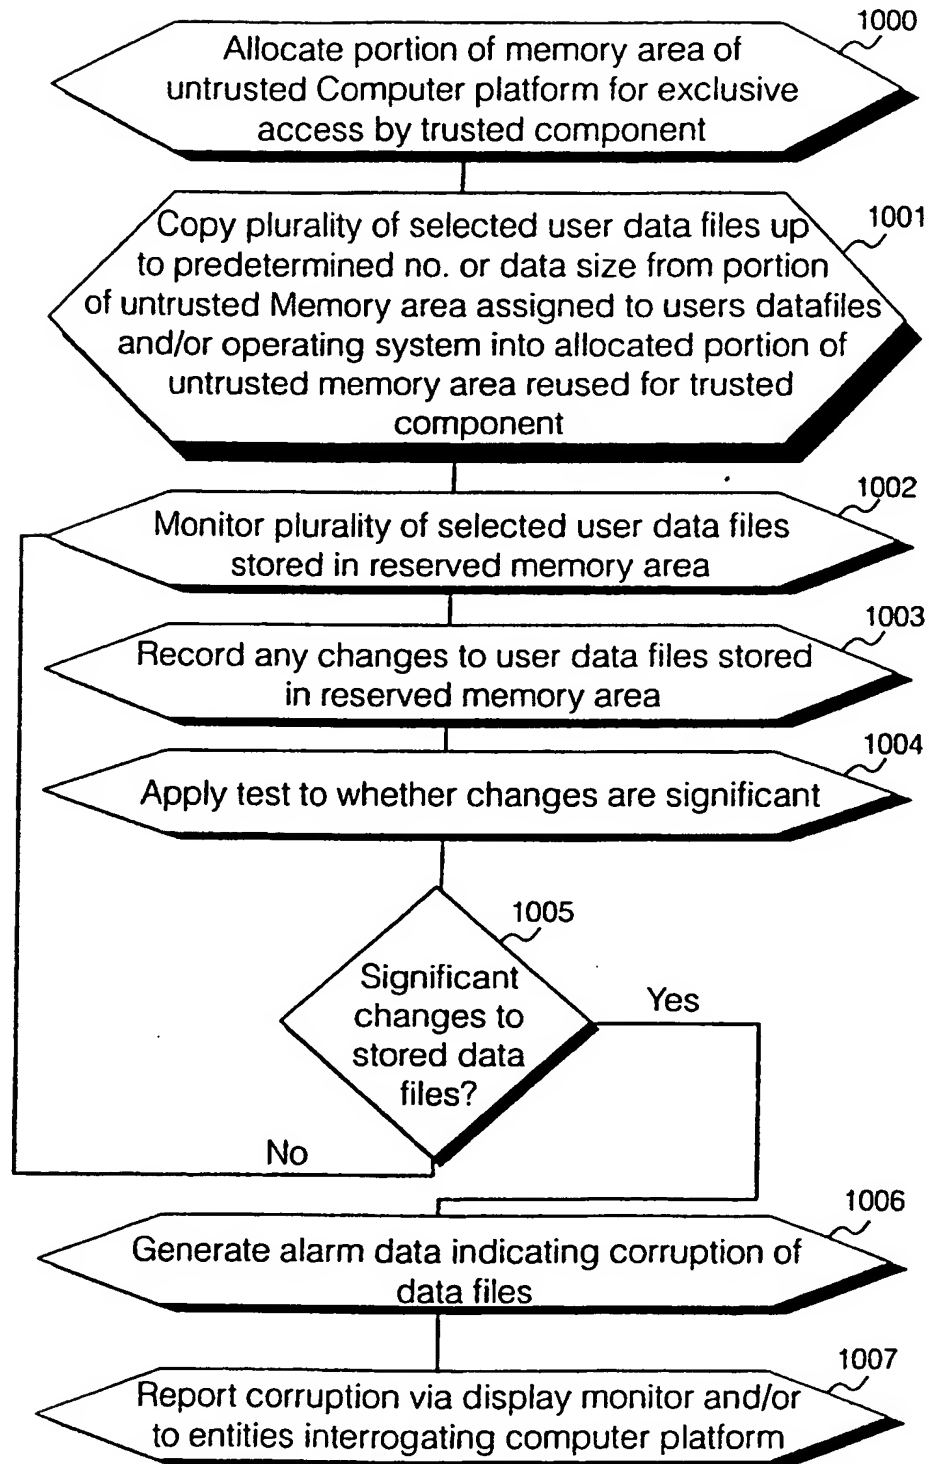 1000
Allocate portion of memory area of
untrusted Computer platform for exclusive
access by trusted component
1001
Copy plurality of selected user data files up
to predetermined no. or data size from portion
of untrusted Memory area assigned to users datafiles
and/or operating system into allocated portion of
untrusted memory area reused for trusted
component
1002
Monitor plurality of selected user data files
stored in reserved memory area
1003
Record any changes to user data files stored
in reserved memory area
1004
Apply test to whether changes are significant
1005
Significant
changes to
stored data
files?
Yes
No
1006
Generate alarm data indicating corruption of
data files
1007
Report corruption via display monitor and/or
to entities interrogating computer platform